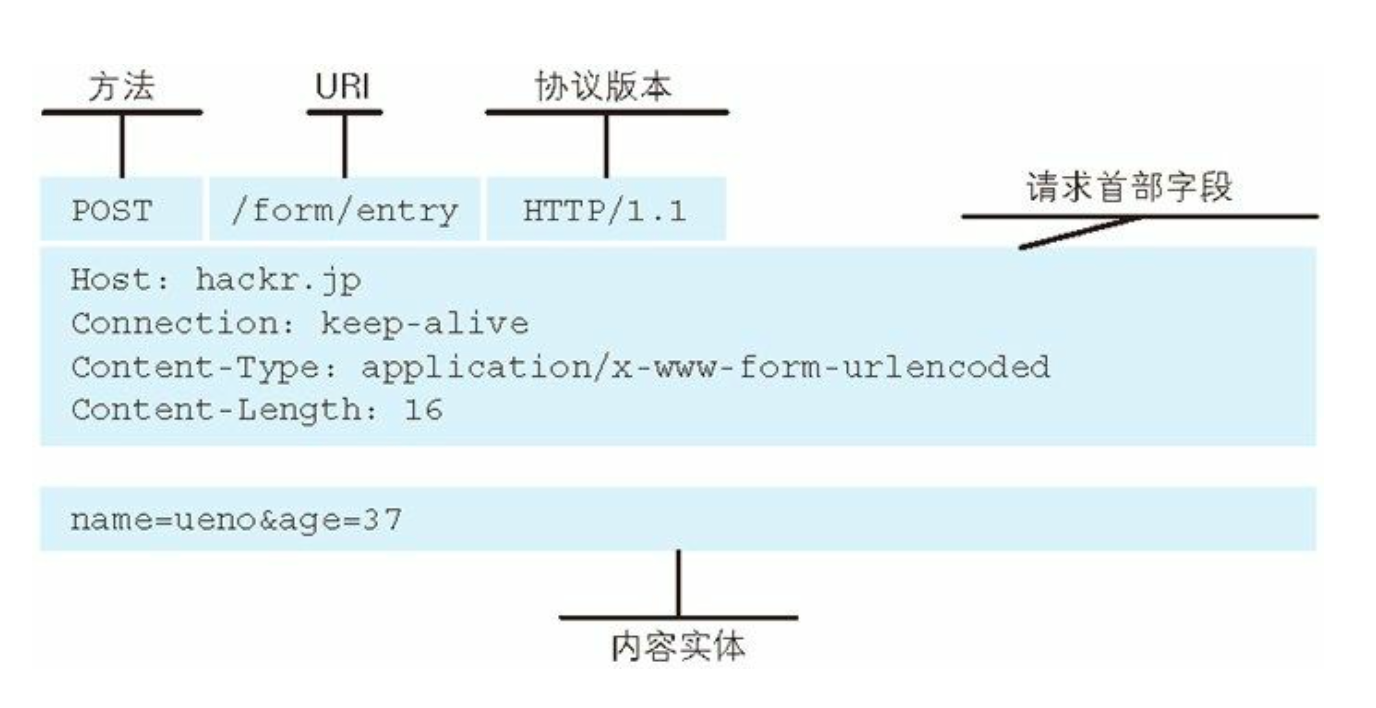 方法 URI 协议版本
请求首部字段
POST /form/entry HTTP/1.1
Host: hackr.jp
Connection: keep-alive
Content-Type: application/x-www-form-urlencoded
Content-Length: 16
name=ueno&age=37
内容实体